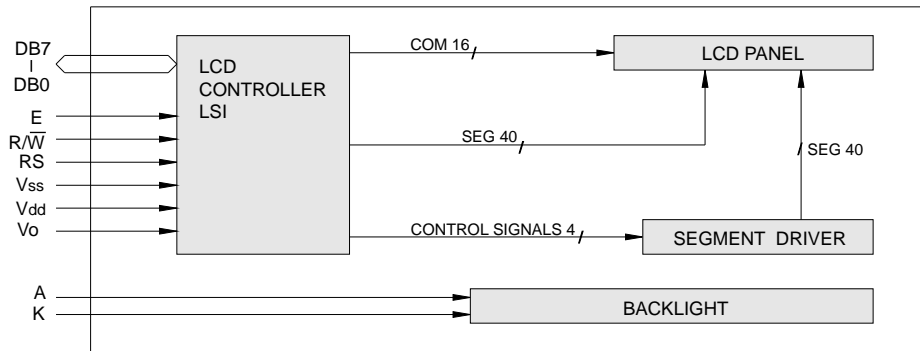 DB7
I
DB0
E
R/W̅
RS
Vss
Vdd
Vo
A
K
LCD
CONTROLLER
LSI
COM 16
SEG 40
CONTROL SIGNALS 4
LCD PANEL
SEG 40
SEGMENT DRIVER
BACKLIGHT